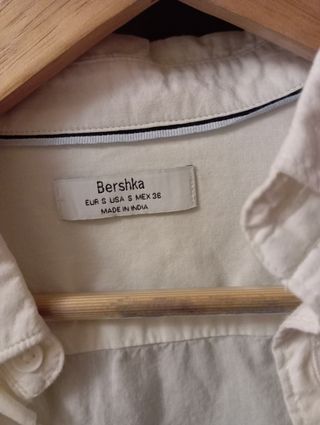 Bershka
EUR S USA S MEX 36
MADE IN INDIA